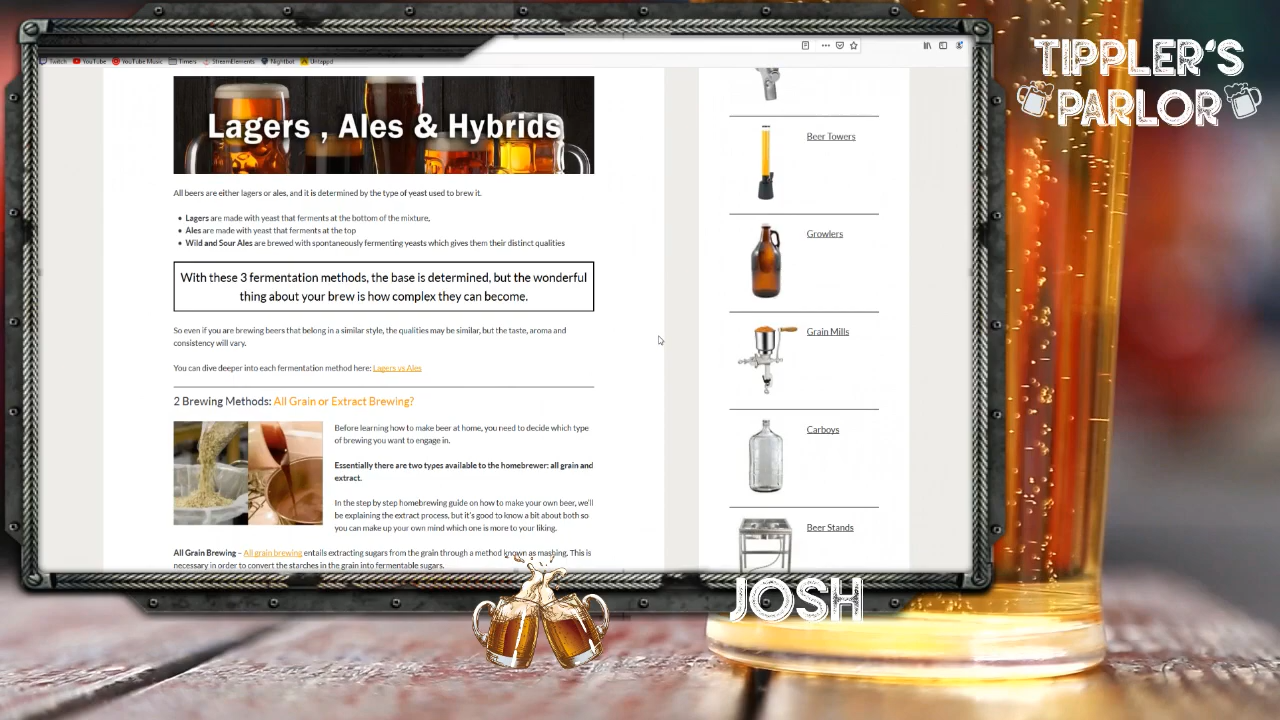 TIPPLER'S
PARLOR
Twitch YouTube YouTube Music Timers StreamElements Nightbot Untappd
Lagers , Ales & Hybrids
All beers are either lagers or ales, and it is determined by the type of yeast used to brew it.
Lagers are made with yeast that ferments at the bottom of the mixture,
Ales are made with yeast that ferments at the top
Wild and Sour Ales are brewed with spontaneously fermenting yeasts which gives them their distinct qualities
With these 3 fermentation methods, the base is determined, but the wonderful
thing about your brew is how complex they can become.
So even if you are brewing beers that belong in a similar style, the qualities may be similar, but the taste, aroma and
consistency will vary.
You can dive deeper into each fermentation method here: Lagers vs Ales
2 Brewing Methods: All Grain or Extract Brewing?
Before learning how to make beer at home, you need to decide which type
of brewing you want to engage in.
Essentially there are two types available to the homebrewer: all grain and
extract.
In the step by step homebrewing guide on how to make your own beer, we'll
be explaining the extract process, but it's good to know a bit about both so
you can make up your own mind which one is more to your liking.
All Grain Brewing – All grain brewing entails extracting sugars from the grain through a method known as mashing. This is
necessary in order to convert the starches in the grain into fermentable sugars.
Beer Towers
Growlers
Grain Mills
Carboys
Beer Stands
JOSH